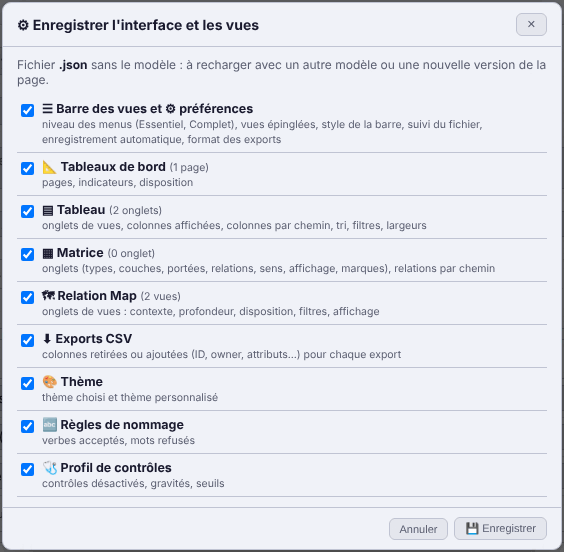 ⚙ Enregistrer l'interface et les vues
✕
Fichier .json sans le modèle : à recharger avec un autre modèle ou une nouvelle version de la
page.
☰ Barre des vues et ⚙ préférences
niveau des menus (Essentiel, Complet), vues épinglées, style de la barre, suivi du fichier,
enregistrement automatique, format des exports
📐 Tableaux de bord (1 page)
pages, indicateurs, disposition
▤ Tableau (2 onglets)
onglets de vues, colonnes affichées, colonnes par chemin, tri, filtres, largeurs
▦ Matrice (0 onglet)
onglets (types, couches, portées, relations, sens, affichage, marques), relations par chemin
🗺 Relation Map (2 vues)
onglets de vues : contexte, profondeur, disposition, filtres, affichage
⬇ Exports CSV
colonnes retirées ou ajoutées (ID, owner, attributs…) pour chaque export
🎨 Thème
thème choisi et thème personnalisé
🔤 Règles de nommage
verbes acceptés, mots refusés
🩺 Profil de contrôles
contrôles désactivés, gravités, seuils
Annuler
💾 Enregistrer